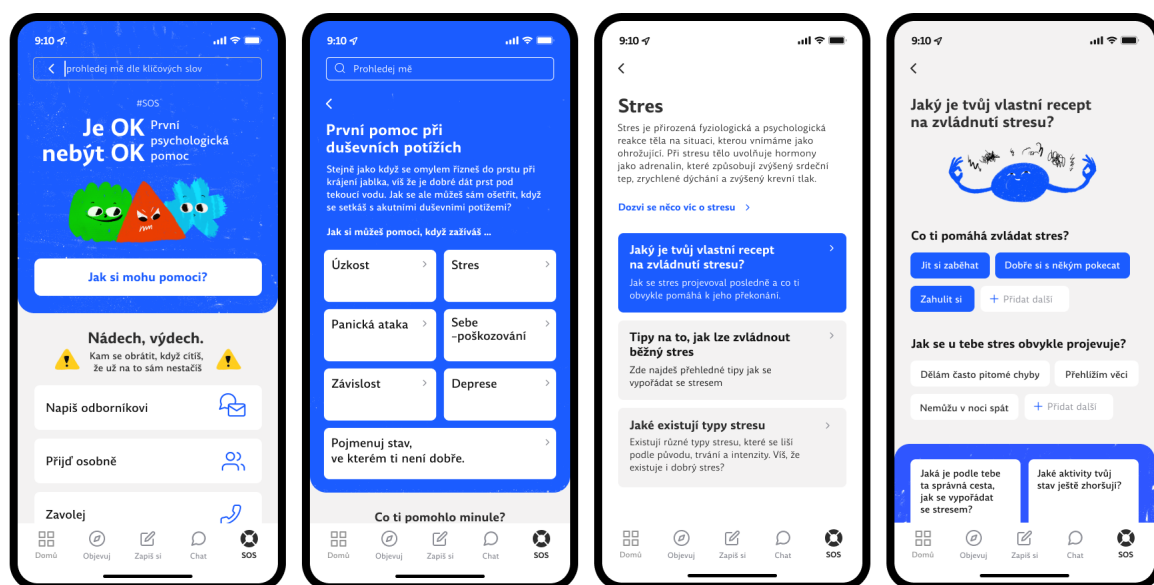 9:10
prohledej mě dle klíčových slov
#SOS
Je OK
nebýt OK
První
psychologická
pomoc
Jak si mohu pomoci?
Nádech, výdech.
Kam se obrátit, když cítíš,
že už na to sám nestačíš
Napiš odborníkovi
Přijď osobně
Zavolej
Domů
Objevuj
Zapiš si
Chat
SOS
9:10
Prohledej mě
První pomoc při
duševních potížích
Stejně jako když se omylem řízneš do prstu při
krájení jablka, víš že je dobré dát prst pod
tekoucí vodu. Jak se ale můžeš sám ošetřit, když
se setkáš s akutními duševními potížemi?
Jak si můžeš pomoci, když zažíváš ...
Úzkost
Stres
Panická ataka
Sebe
–poškozování
Závislost
Deprese
Pojmenuj stav,
ve kterém ti není dobře.
Co ti pomohlo minule?
Domů
Objevuj
Zapiš si
Chat
SOS
9:10
Stres
Stres je přirozená fyziologická a psychologická
reakce těla na situaci, kterou vnímáme jako
ohrožující. Při stresu tělo uvolňuje hormony
jako adrenalin, které způsobují zvýšený srdeční
tep, zrychlené dýchání a zvýšený krevní tlak.
Dozvi se něco víc o stresu
Jaký je tvůj vlastní recept
na zvládnutí stresu?
Jak se stres projevoval posledně a co ti
obvykle pomáhá k jeho překonání.
Tipy na to, jak lze zvládnout
běžný stres
Zde najdeš přehledné tipy jak se
vypořádat se stresem
Jaké existují typy stresu
Existují různé typy stresu, které se liší
podle původu, trvání a intenzity. Víš, že
existuje i dobrý stres?
Domů
Objevuj
Zapiš si
Chat
SOS
9:10
Jaký je tvůj vlastní recept
na zvládnutí stresu?
Co ti pomáhá zvládat stres?
Jít si zaběhat
Dobře si s někým pokecat
Zahulit si
+ Přidat další
Jak se u tebe stres obvykle projevuje?
Dělám často pitomé chyby
Přehlížím věci
Nemůžu v noci spát
+ Přidat další
Jaká je podle tebe
ta správná cesta,
jak se vypořádat
se stresem?
Jaké aktivity tvůj
stav ještě zhoršují?
Domů
Objevuj
Zapiš si
Chat
SOS